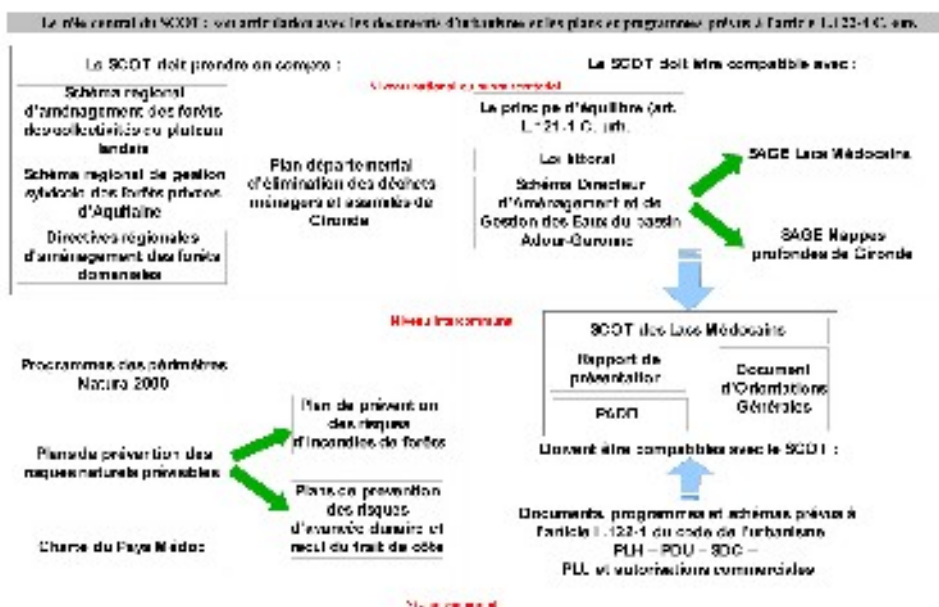 Le rôle central du SCOT : son articulation avec les documents d'urbanisme et les plans et programmes prévus à l'article L.122-4 C. urb.
Le SCOT doit prendre en compte :
Le SCOT doit être compatible avec :
Niveau national ou
Schéma régional
d'aménagement des forêts
des collectivités du plateau
landais
Schéma régional de gestion
sylvicole des forêts privées
d'Aquitaine
Directives régionales
d'aménagement des forêts
domaniales
Plan départemental
d'élimination des déchets
ménagers et assimilés de
Gironde
Le principe d'équilibre (art.
L.121-1 C. urb.
Loi littoral
Schéma Directeur
d'Aménagement et de
Gestion des Eaux du bassin
Adour-Garonne
SAGE Lacs Médocains
SAGE Nappes
profondes de Gironde
Niveau intercommunal
Programmes des périmètres
Natura 2000
Plans de prévention des
risques naturels prévisibles
Charte du Pays Médoc
Plan de prévention
des risques
d'incendies de forêts
Plans de prévention
des risques
d'avancée dunaire et
recul du trait de côte
SCOT des Lacs Médocains
Rapport de
présentation
PADD
Document
d'Orientations
Générales
Doivent être compatibles avec le SCOT :
Documents, programmes et schémas prévus à
l'article L.122-1 du code de l'urbanisme
PLH – PDU – SDC –
PLU et autorisations commerciales